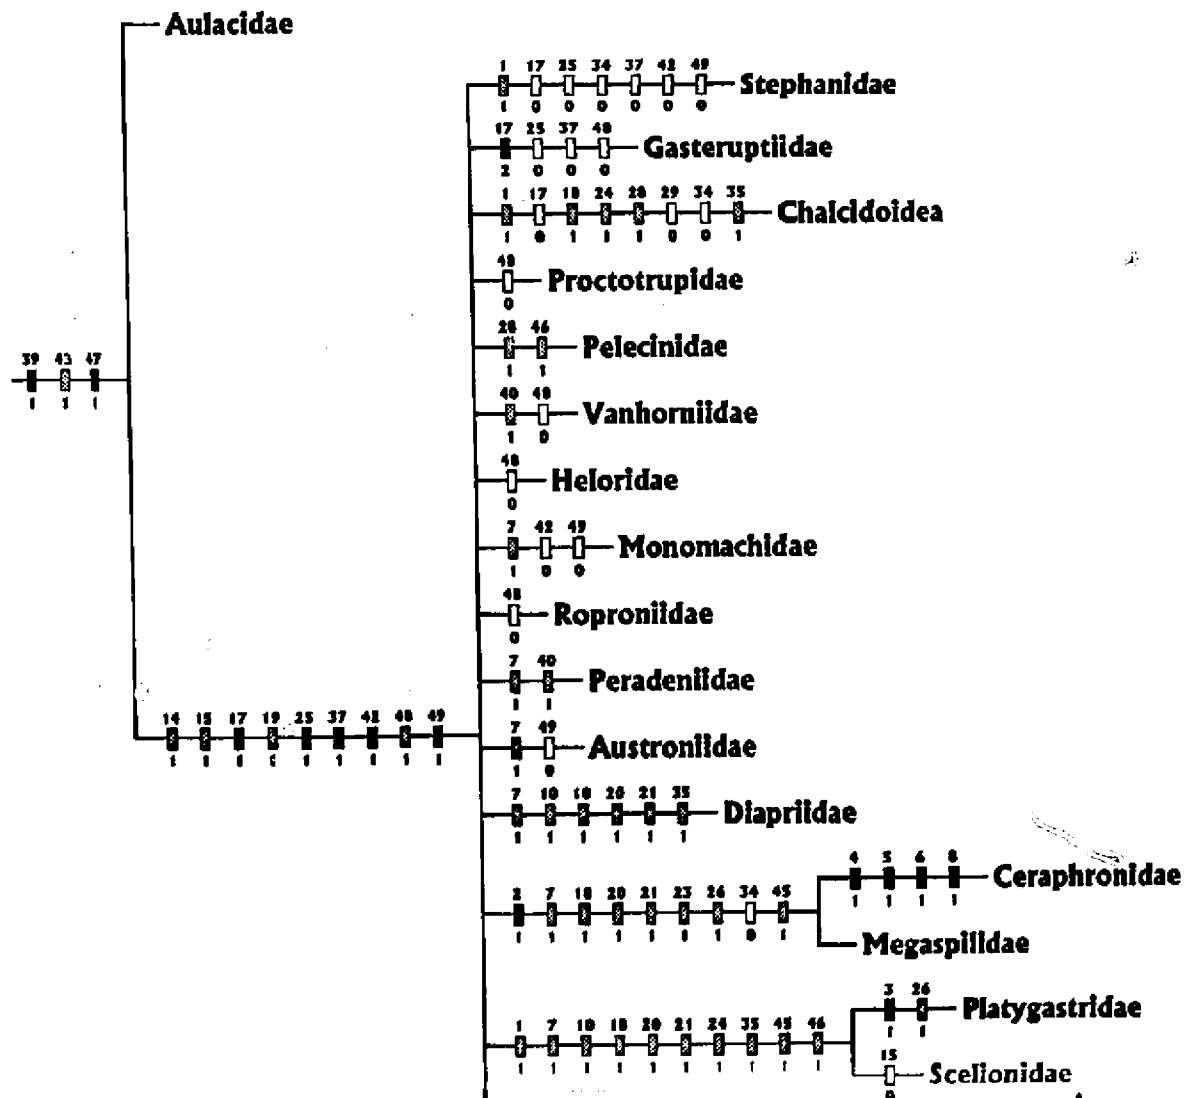 Aulacidae
1 17 25 34 37 42 49
Stephanidae
1 0 0 0 0 0 0
17 25 37 48
Gasteruptiidae
2 0 0 0
1 17 18 24 28 29 34 35
Chalcidoidea
1 0 1 1 1 0 0 1
48
Proctotrupidae
0
28 46
Pelecinidae
1 1
39 43 47
1 1 1
40 48
Vanhorniidae
1 0
48
Heloridae
0
7 42 49
Monomachidae
1 0 0
48
Roproniidae
0
7 40
Peradeniidae
1 1
14 15 17 19 25 37 42 48 49
1 1 1 1 1 1 1 1 1
7 49
Austroniidae
1 0
7 10 18 20 21 35
Diapriidae
1 1 1 1 1 1
4 5 6 8
Ceraphronidae
1 1 1 1
2 7 18 20 21 23 26 34 45
1 1 1 1 1 1 1 0 1
Megaspilidae
3 26
Platygastridae
1 1
1 7 10 18 20 21 24 35 45 46
1 1 1 1 1 1 1 1 1 1
15
Scelionidae
0